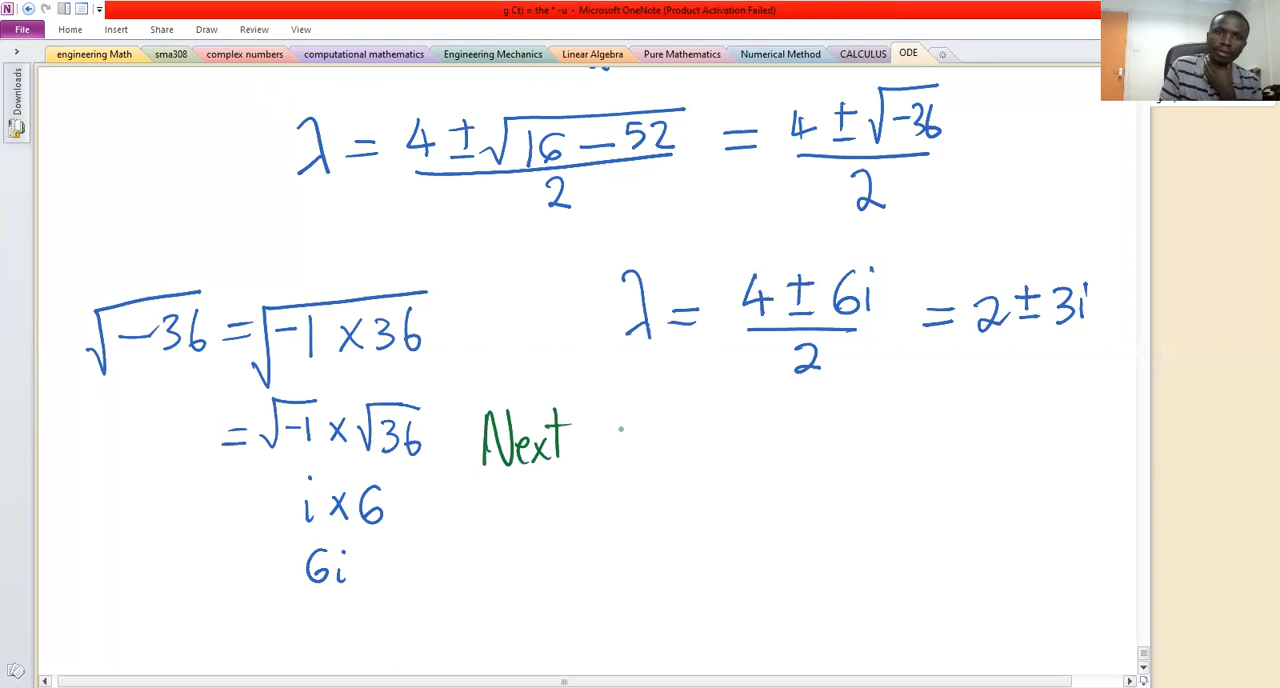 g Ct) = the * -u - Microsoft OneNote (Product Activation Failed)
File Home Insert Share Draw Review View
engineering Math sma308 complex numbers computational mathematics Engineering Mechanics Linear Algebra Pure Mathematics Numerical Method CALCULUS ODE
Downloads
λ = (4 ± √(16 − 52))/2 = (4 ± √−36)/2
λ = (4 ± 6i)/2 = 2 ± 3i
√−36 = √−1 × 36
= √−1 × √36
i × 6
6i
Next